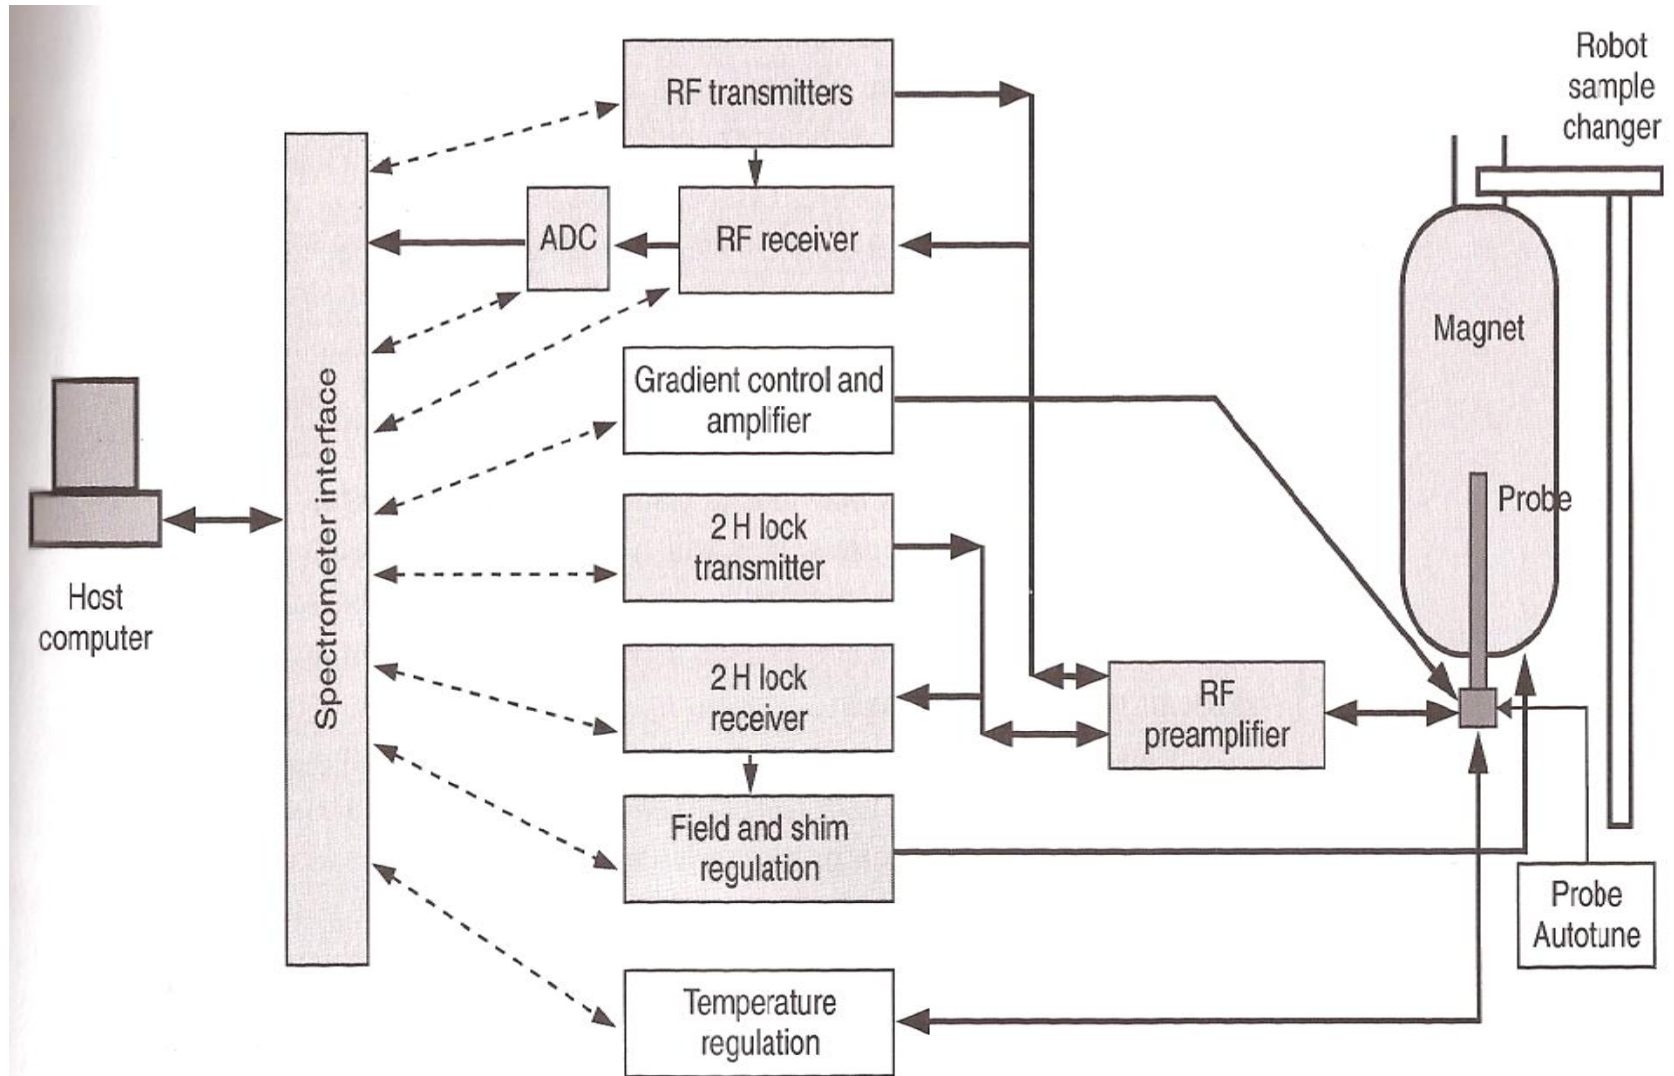 Robot
sample
changer
RF transmitters
ADC
RF receiver
Magnet
Gradient control and
amplifier
Spectrometer interface
Probe
2 H lock
transmitter
Host
computer
2 H lock
receiver
RF
preamplifier
Field and shim
regulation
Probe
Autotune
Temperature
regulation